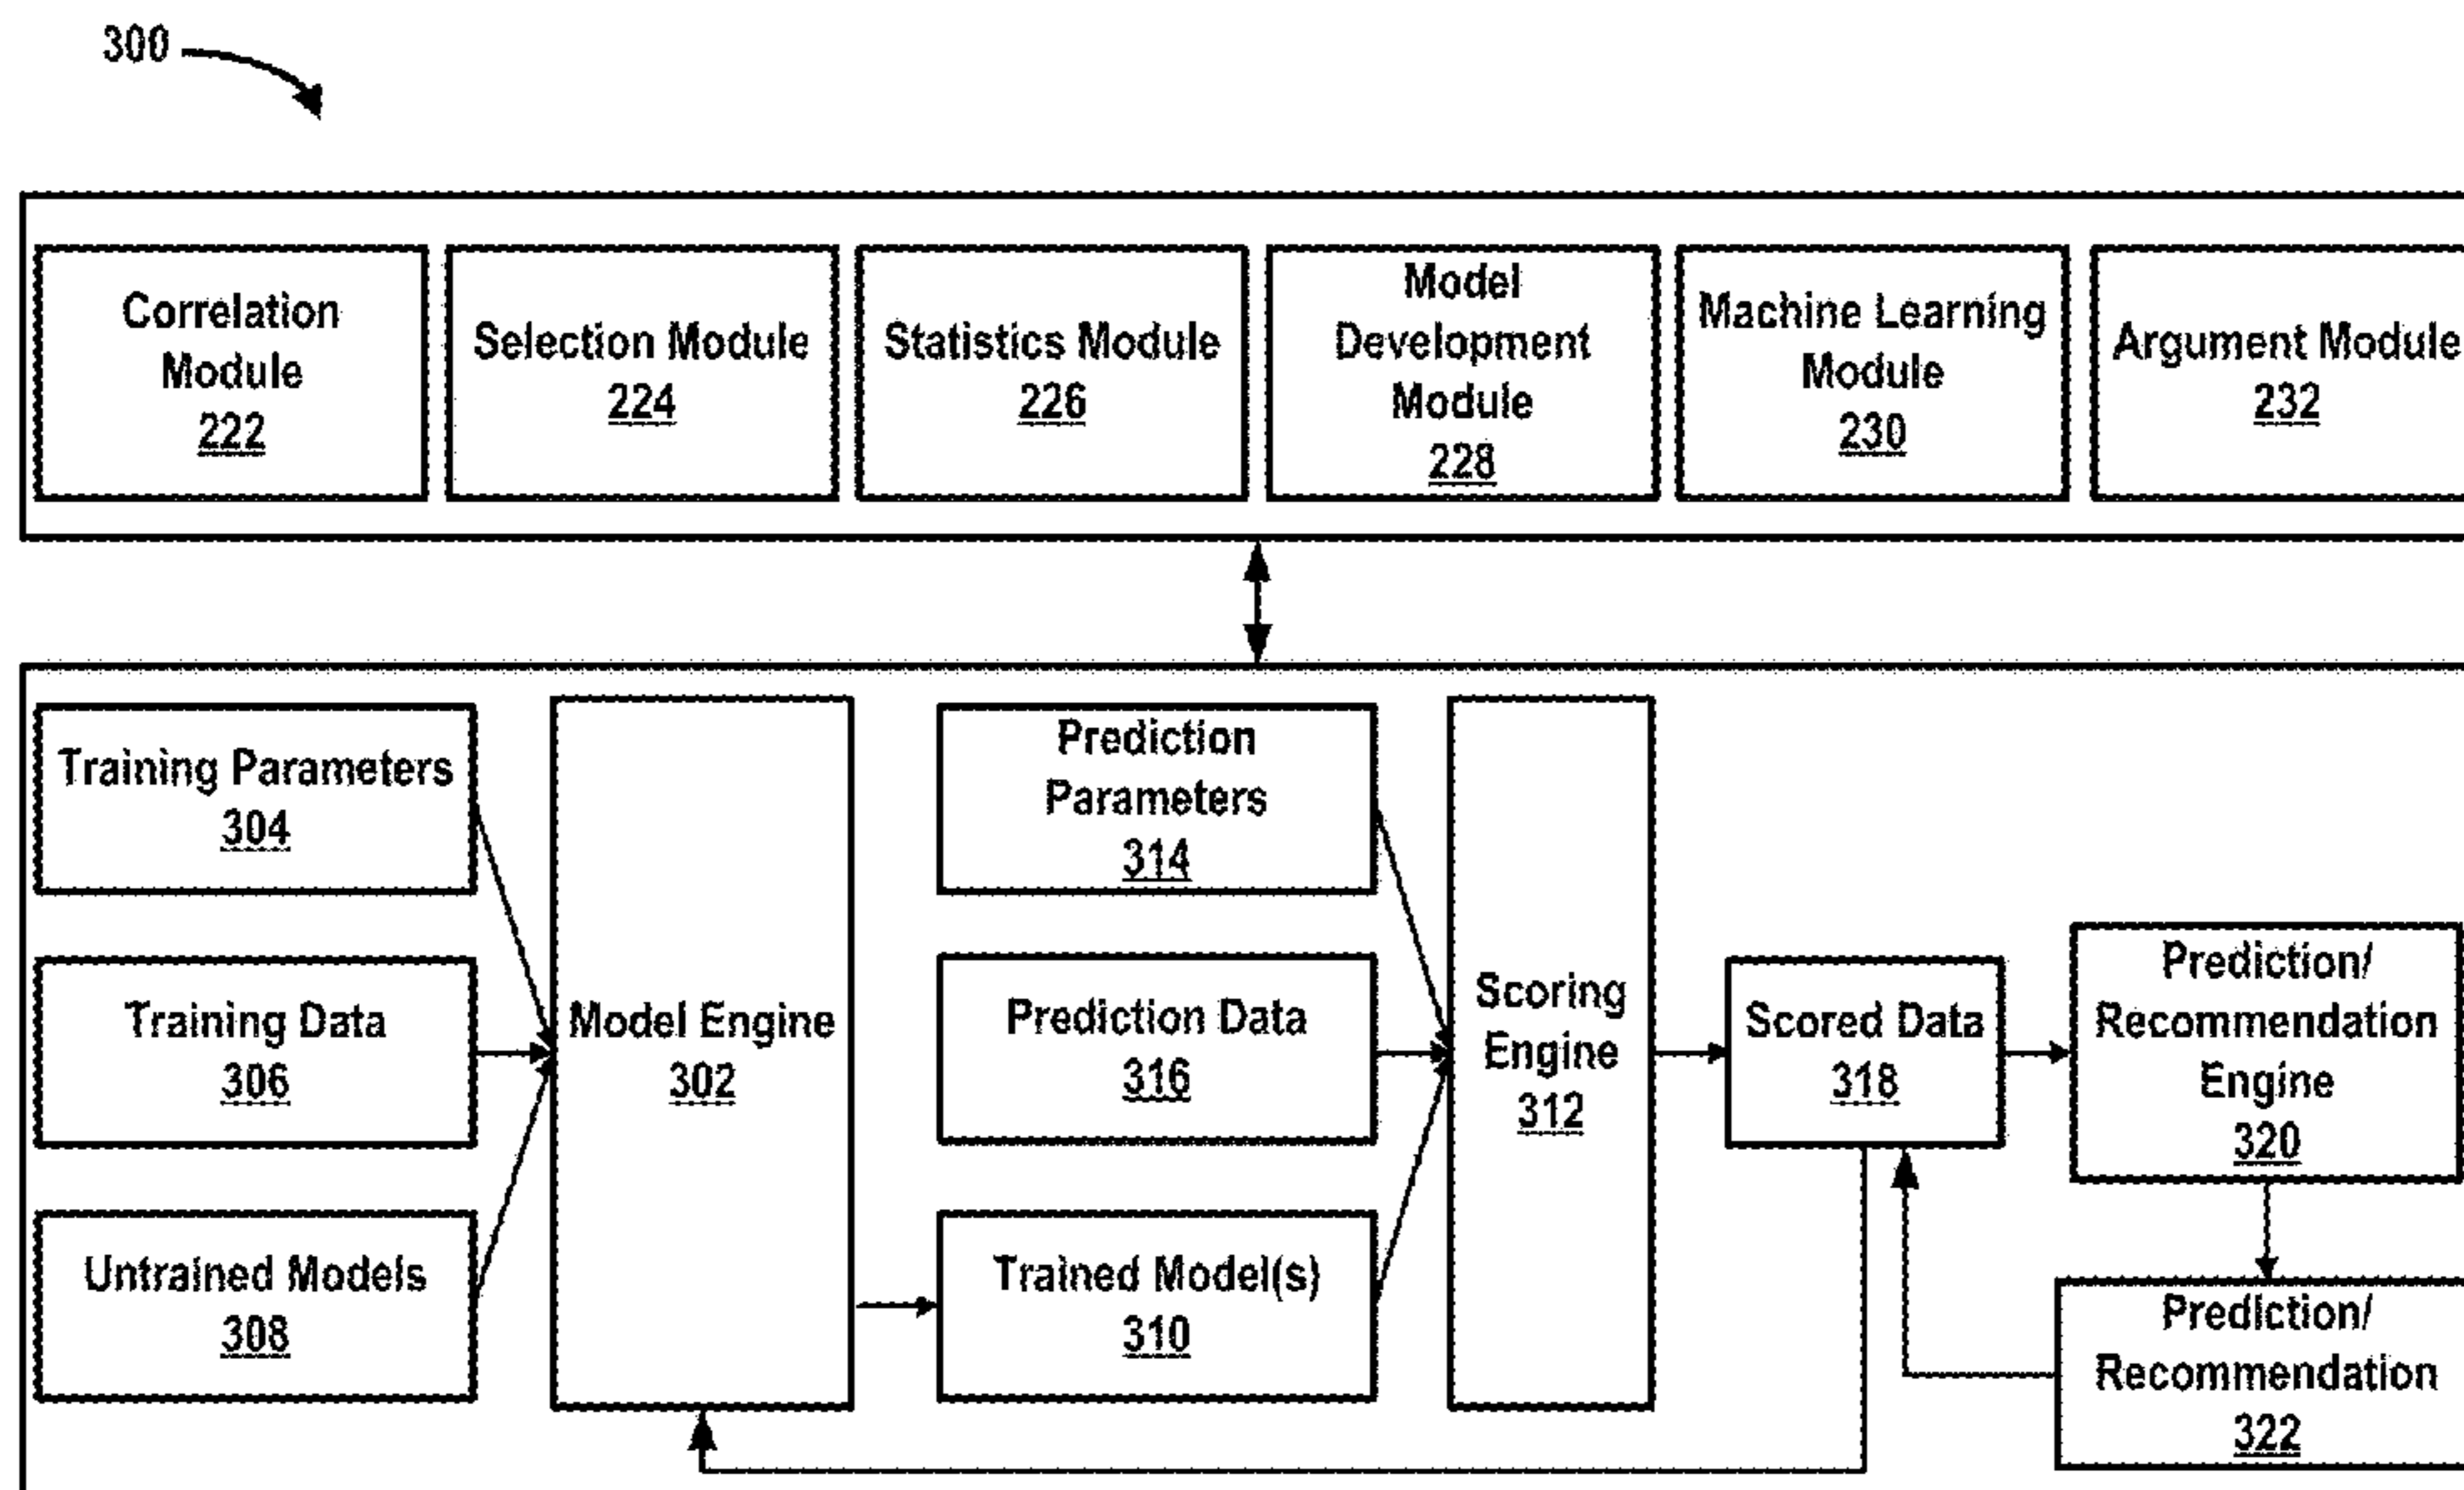 300
Correlation
Module
222
Selection Module
224
Statistics Module
226
Model
Development
Module
228
Machine Learning
Module
230
Argument Module
232
Training Parameters
304
Training Data
306
Untrained Models
308
Model Engine
302
Prediction
Parameters
314
Prediction Data
316
Trained Model(s)
310
Scoring
Engine
312
Scored Data
318
Prediction/
Recommendation
Engine
320
Prediction/
Recommendation
322